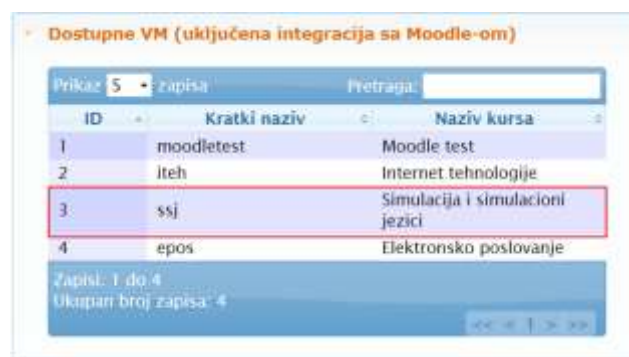 Dostupne VM (uključena integracija sa Moodle-om)
Prikaz 5 zapisa Pretraga:
ID Kratki naziv Naziv kursa
1 moodletest Moodle test
2 iteh Internet tehnologije
3 ssj Simulacija i simulacioni
jezici
4 epos Elektronsko poslovanje
Zapisi: 1 do 4
Ukupan broj zapisa: 4
<< < 1 > >>